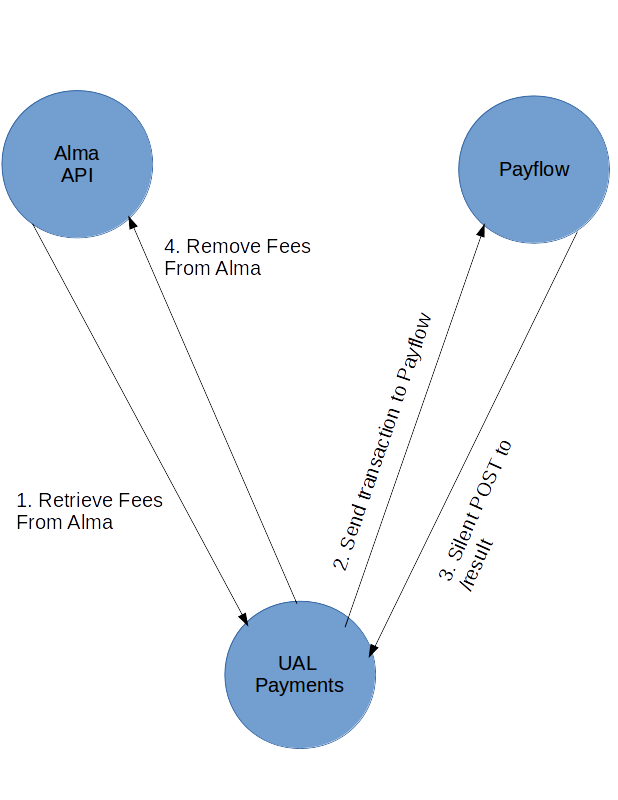 Alma
API
Payflow
4. Remove Fees
From Alma
2. Send transaction to Payflow
3. Silent POST to
/result
1. Retrieve Fees
From Alma
UAL
Payments